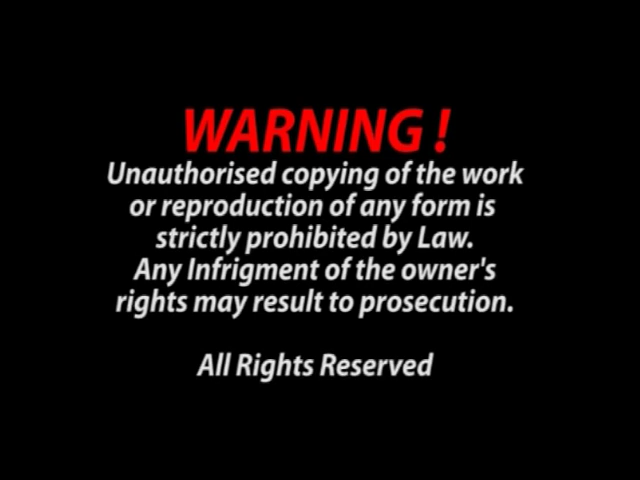 WARNING !
Unauthorised copying of the work
or reproduction of any form is
strictly prohibited by Law.
Any Infrigment of the owner's
rights may result to prosecution.
All Rights Reserved